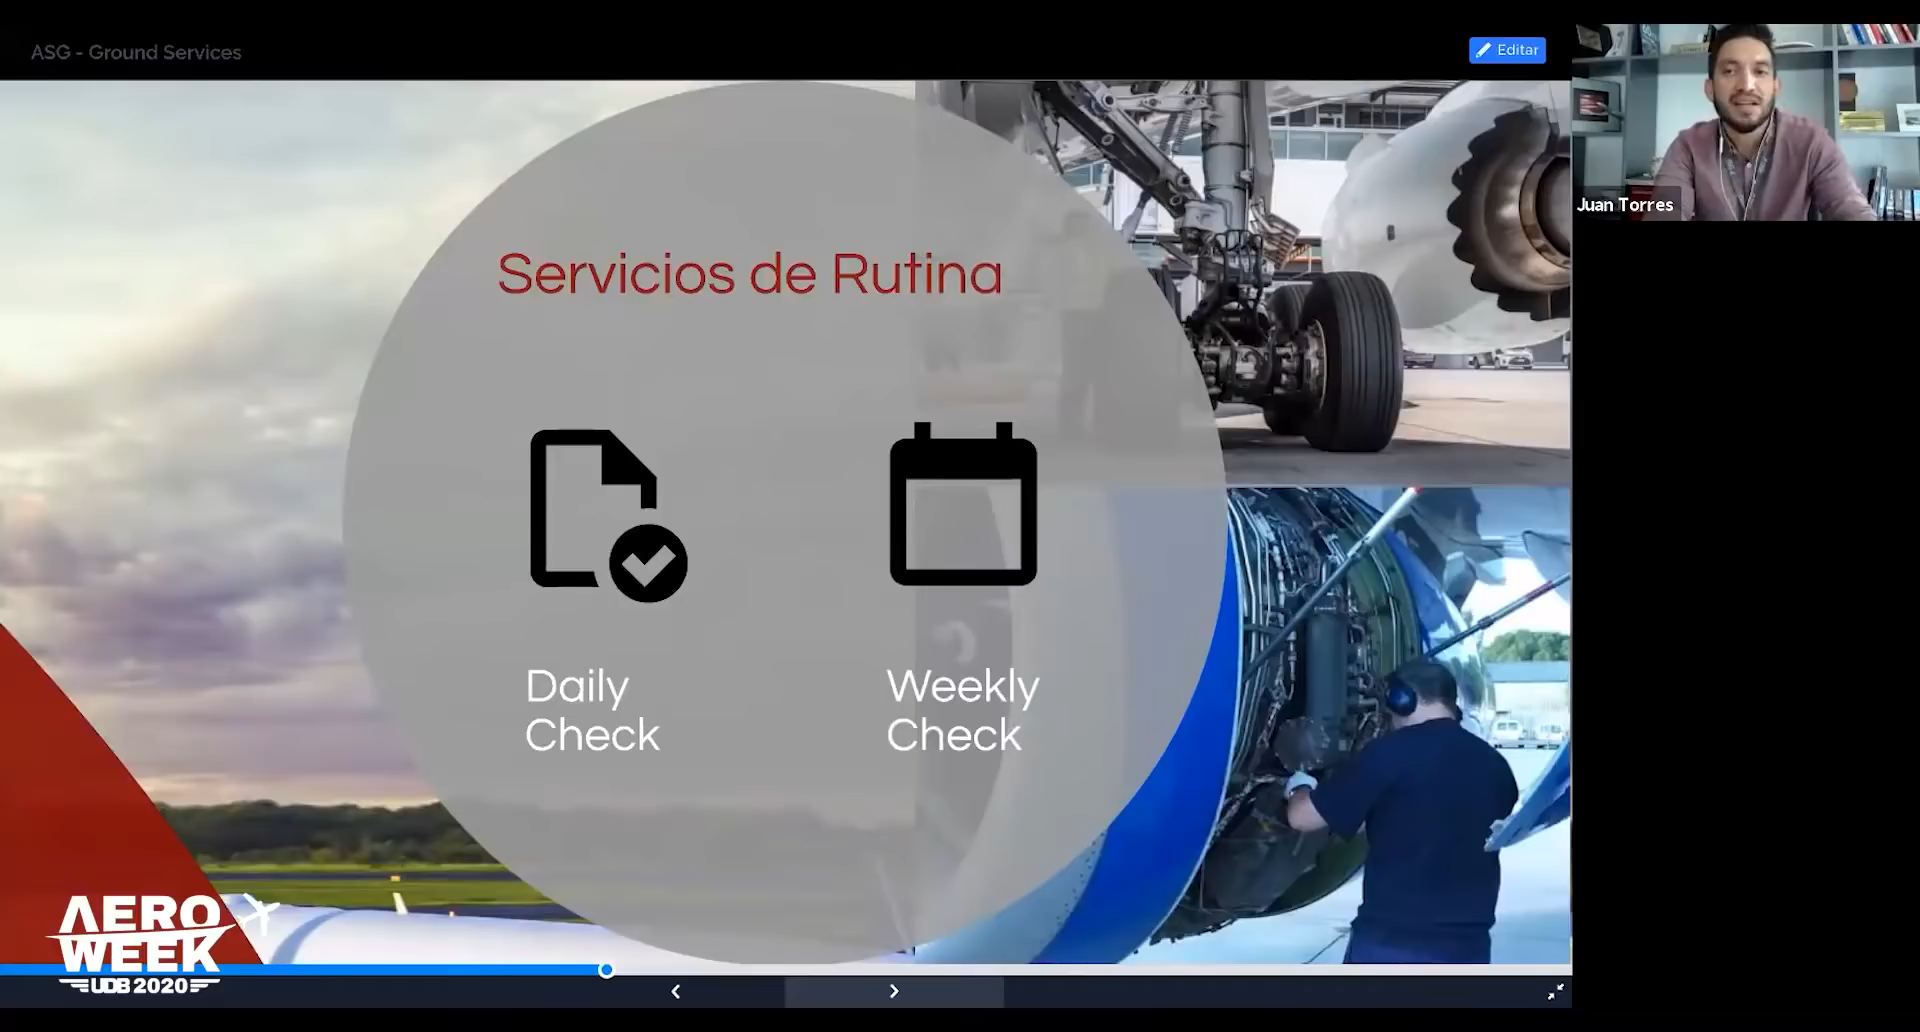 ASG - Ground Services
Editar
Juan Torres
Servicios de Rutina
Daily
Check
Weekly
Check
AERO
WEEK
UDB 2020